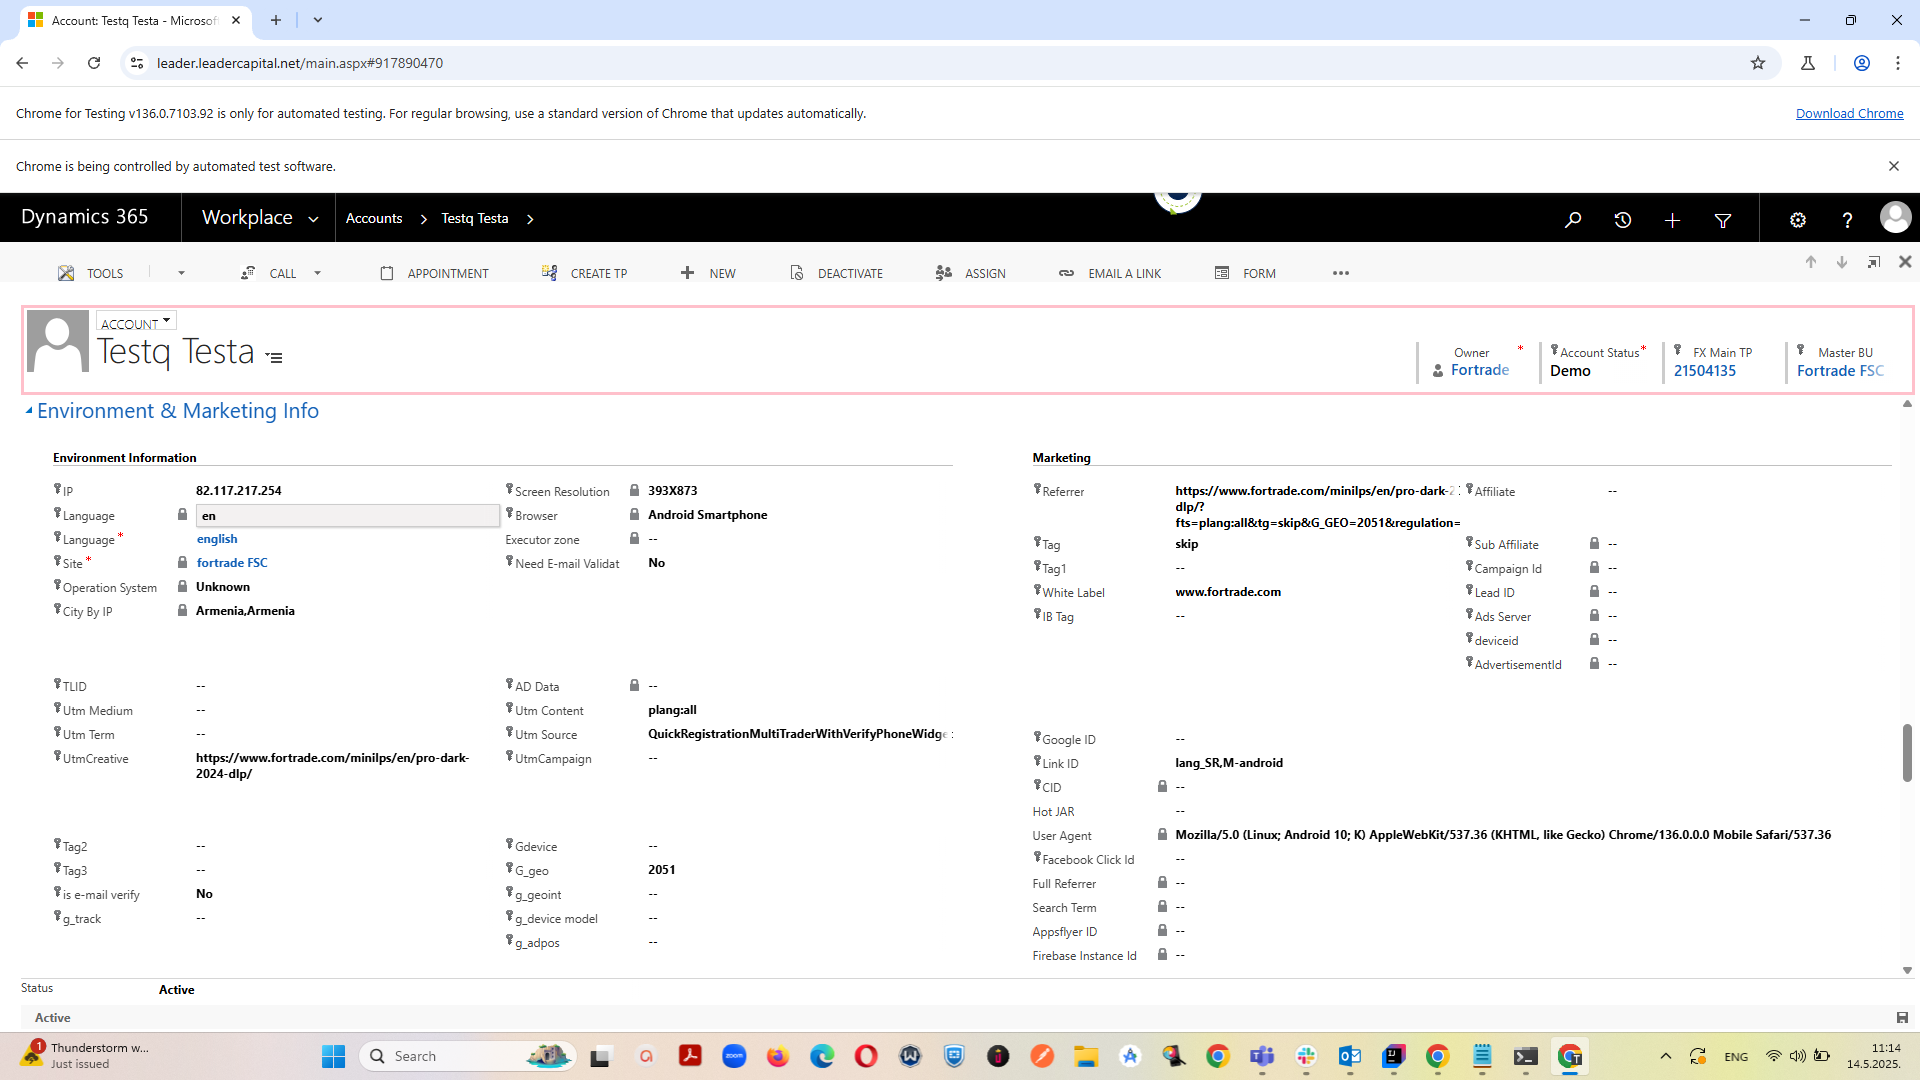 Account: Testq Testa - Microsof
leader.leadercapital.net/main.aspx#917890470
Chrome for Testing v136.0.7103.92 is only for automated testing. For regular browsing, use a standard version of Chrome that updates automatically.
Download Chrome
Chrome is being controlled by automated test software.
Dynamics 365
Workplace
Accounts
Testq Testa
TOOLS
CALL
APPOINTMENT
CREATE TP
NEW
DEACTIVATE
ASSIGN
EMAIL A LINK
FORM
ACCOUNT
Testq Testa
Owner *
Fortrade
Account Status *
Demo
FX Main TP
21504135
Master BU
Fortrade FSC
Environment & Marketing Info
Environment Information
IP 82.117.217.254
Language en
Language * english
Site * fortrade FSC
Operation System Unknown
City By IP Armenia,Armenia
Screen Resolution 393X873
Browser Android Smartphone
Executor zone --
Need E-mail Validat No
TLID --
Utm Medium --
Utm Term --
UtmCreative https://www.fortrade.com/minilps/en/pro-dark-
2024-dlp/
AD Data --
Utm Content plang:all
Utm Source QuickRegistrationMultiTraderWithVerifyPhoneWidge
UtmCampaign --
Tag2 --
Tag3 --
is e-mail verify No
g_track --
Gdevice --
G_geo 2051
g_geoint --
g_device model --
g_adpos --
Marketing
Referrer https://www.fortrade.com/minilps/en/pro-dark-2
dlp/?
fts=plang:all&tg=skip&G_GEO=2051&regulation=
Tag skip
Tag1 --
White Label www.fortrade.com
IB Tag --
Affiliate --
Sub Affiliate --
Campaign Id --
Lead ID --
Ads Server --
deviceid --
AdvertisementId --
Google ID --
Link ID lang_SR,M-android
CID --
Hot JAR --
User Agent Mozilla/5.0 (Linux; Android 10; K) AppleWebKit/537.36 (KHTML, like Gecko) Chrome/136.0.0.0 Mobile Safari/537.36
Facebook Click Id --
Full Referrer --
Search Term --
Appsflyer ID --
Firebase Instance Id --
Status Active
Active
1
Thunderstorm w...
Just issued
Search
zoom
ENG
11:14
14.5.2025.